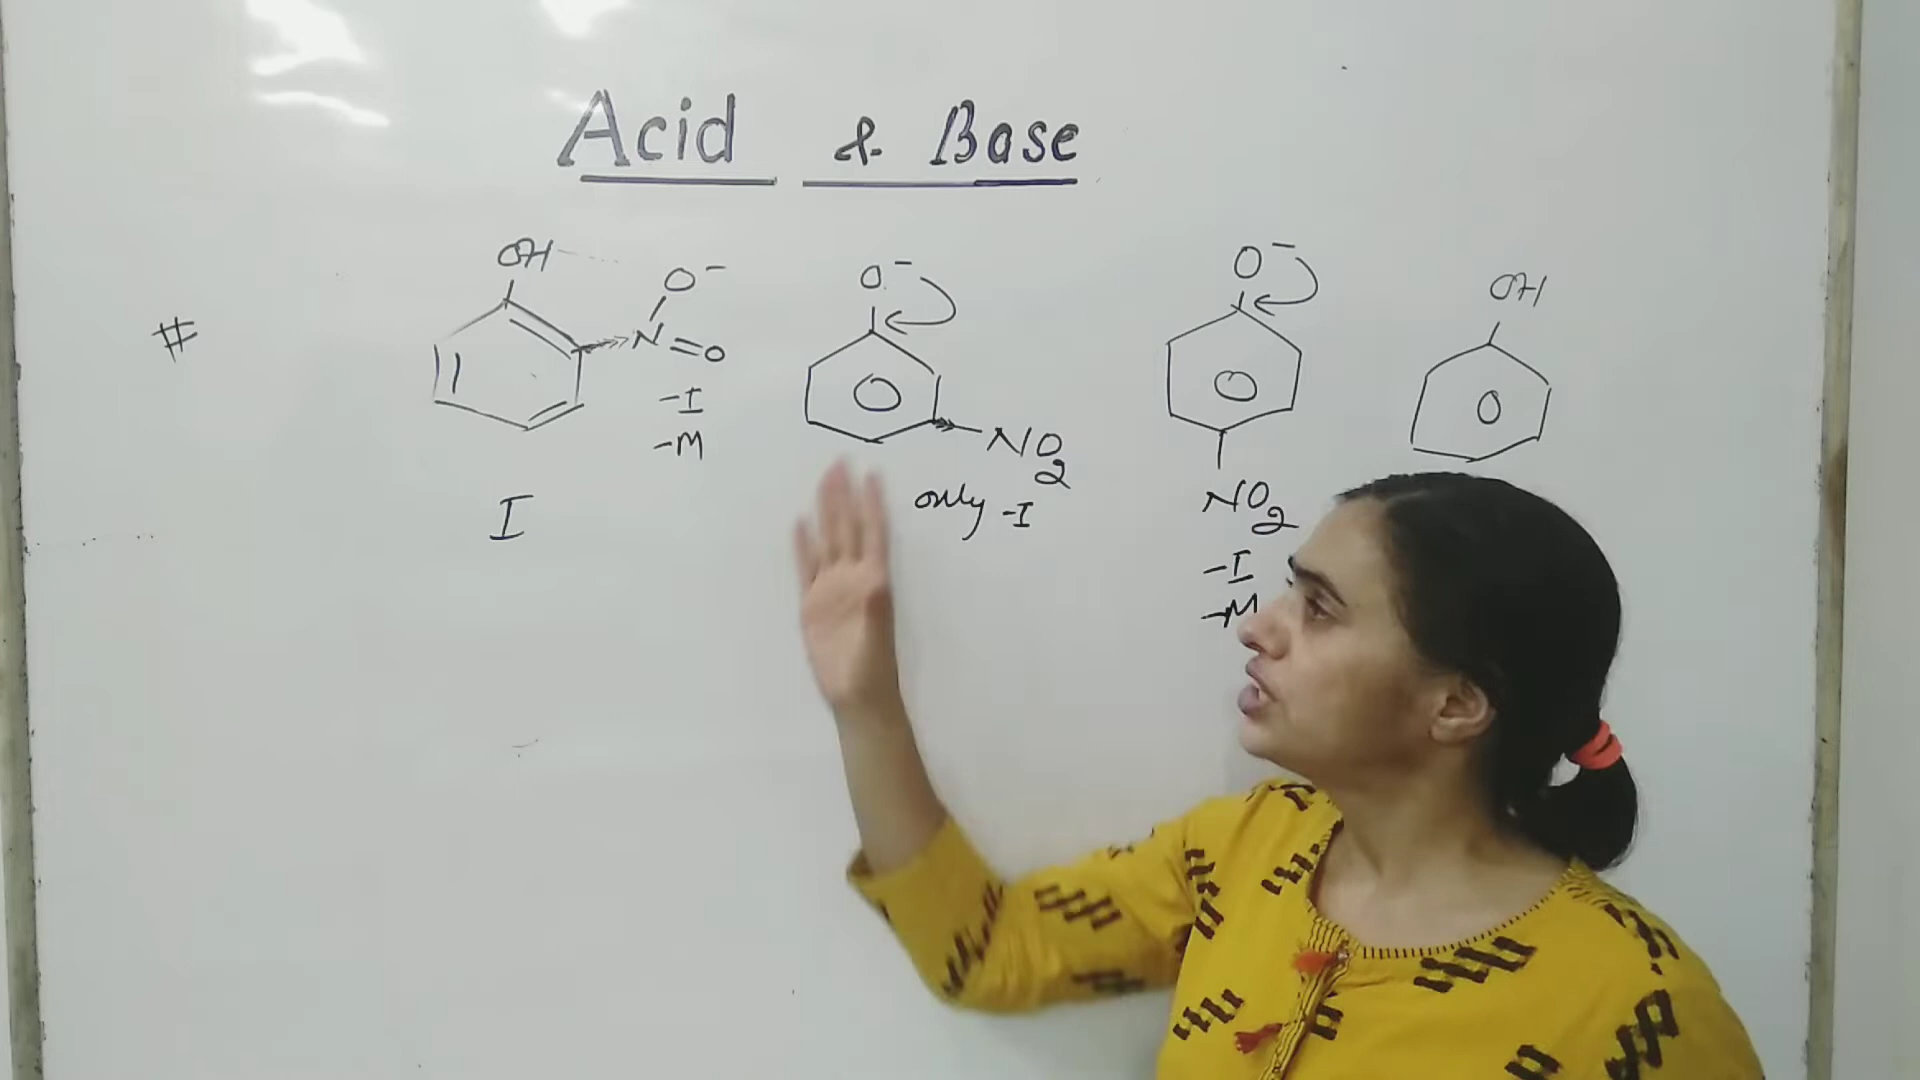 Acid & Base
#
OH
O⁻
N=O
-I
-M
I
O⁻
NO₂
only -I
O⁻
NO₂
-I
-M
OH